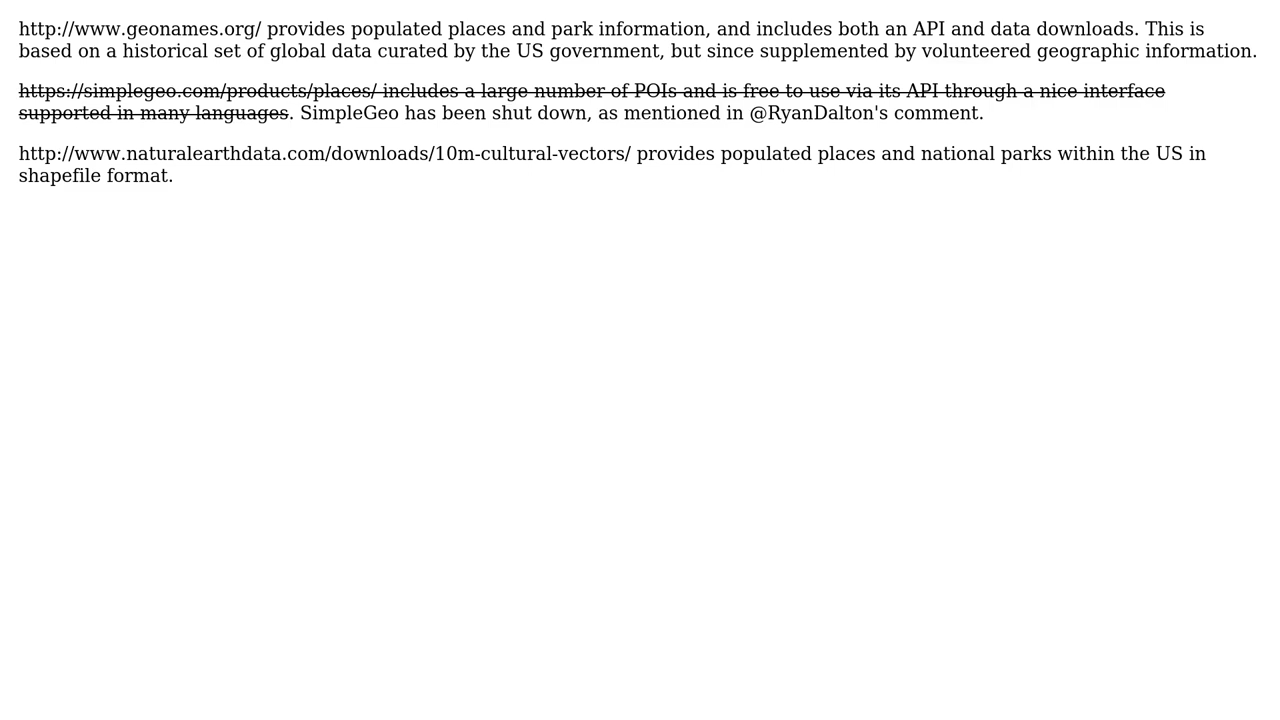 http://www.geonames.org/ provides populated places and park information, and includes both an API and data downloads. This is
based on a historical set of global data curated by the US government, but since supplemented by volunteered geographic information.
https://simplegeo.com/products/places/ includes a large number of POIs and is free to use via its API through a nice interface
supported in many languages. SimpleGeo has been shut down, as mentioned in @RyanDalton's comment.
http://www.naturalearthdata.com/downloads/10m-cultural-vectors/ provides populated places and national parks within the US in
shapefile format.